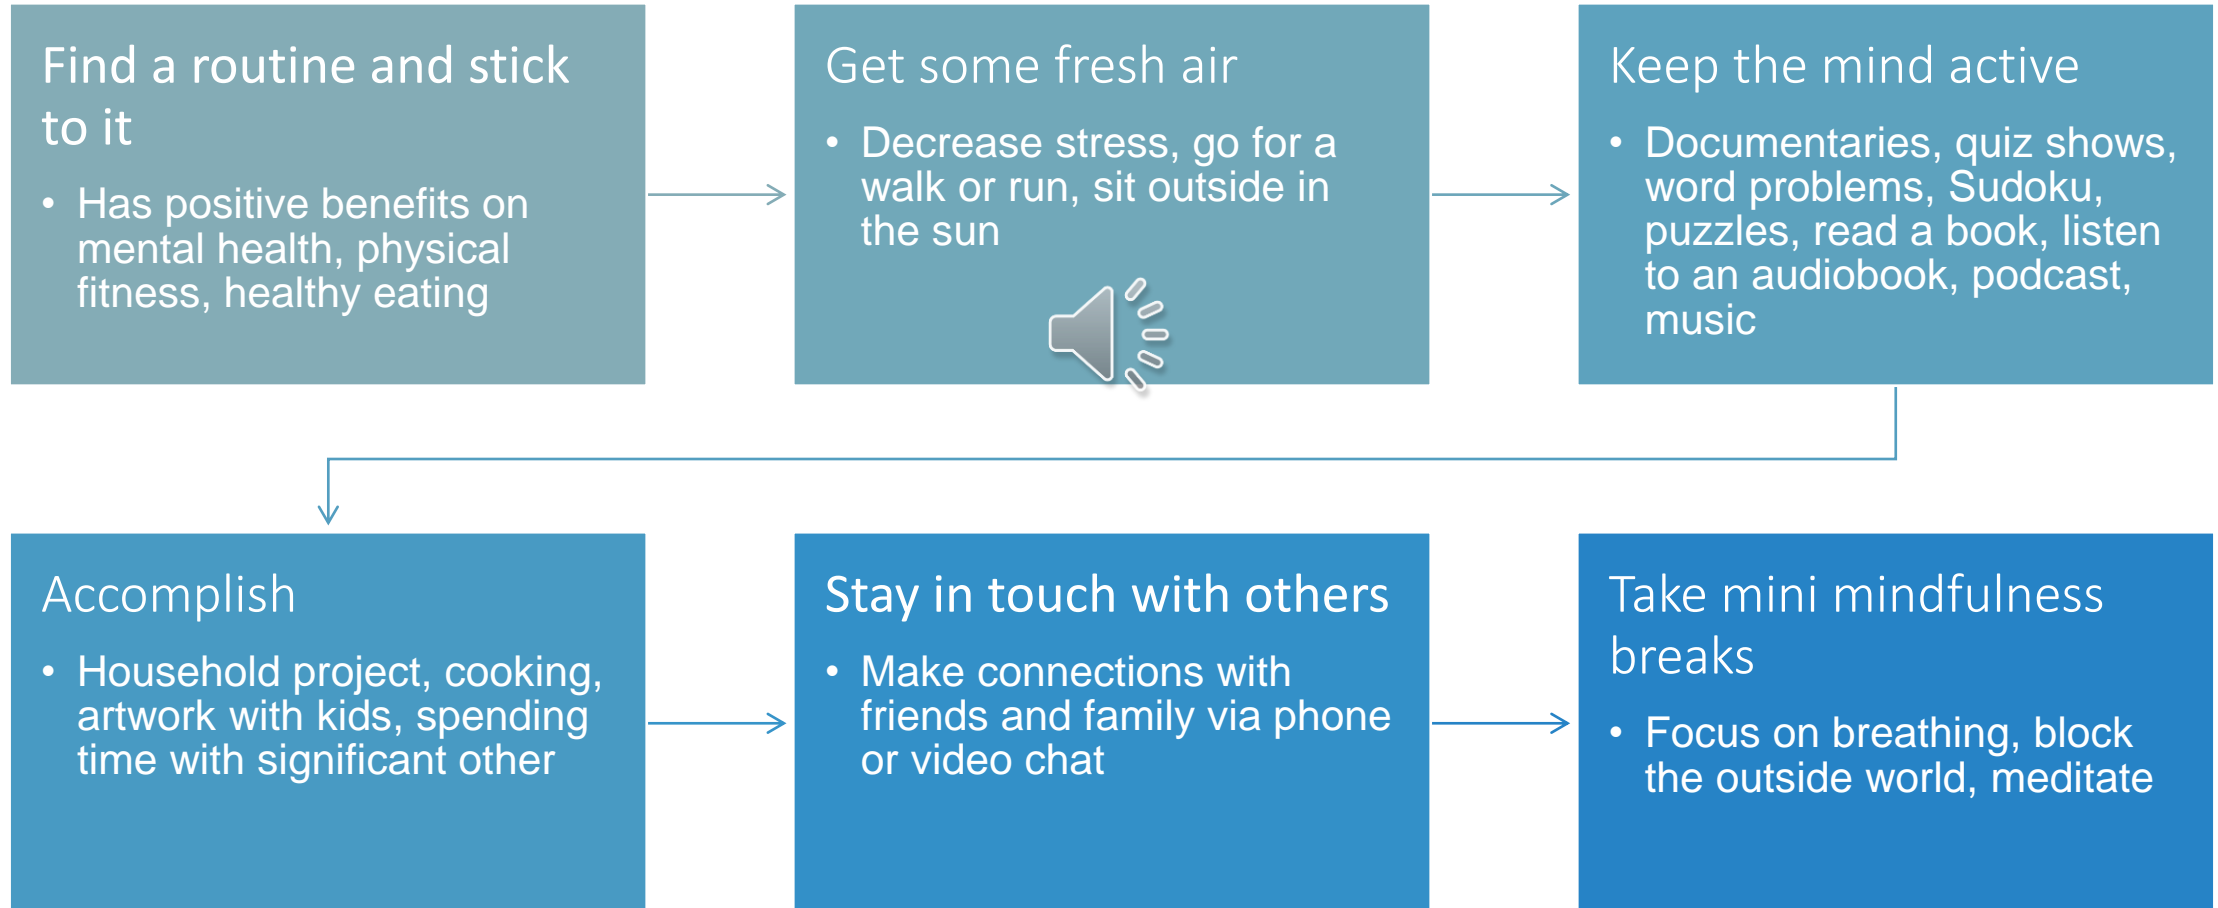 Find a routine and stick
to it
• Has positive benefits on
mental health, physical
fitness, healthy eating
Get some fresh air
• Decrease stress, go for a
walk or run, sit outside in
the sun
Keep the mind active
• Documentaries, quiz shows,
word problems, Sudoku,
puzzles, read a book, listen
to an audiobook, podcast,
music
Accomplish
• Household project, cooking,
artwork with kids, spending
time with significant other
Stay in touch with others
• Make connections with
friends and family via phone
or video chat
Take mini mindfulness
breaks
• Focus on breathing, block
the outside world, meditate